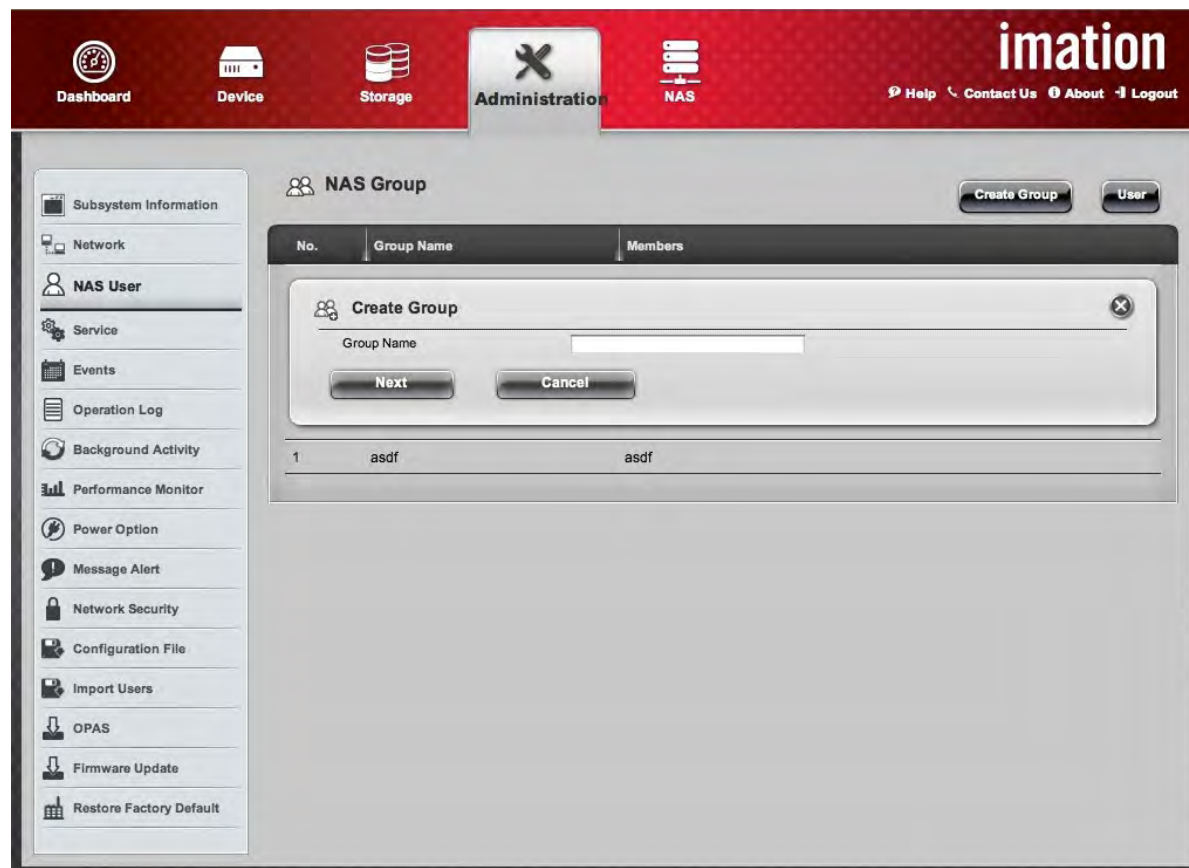 imation
Dashboard
Device
Storage
Administration
NAS
Help
Contact Us
About
Logout
Subsystem Information
Network
NAS User
Service
Events
Operation Log
Background Activity
Performance Monitor
Power Option
Message Alert
Network Security
Configuration File
Import Users
OPAS
Firmware Update
Restore Factory Default
NAS Group
Create Group
User
No. Group Name Members
Create Group
Group Name
Next Cancel
1 asdf asdf